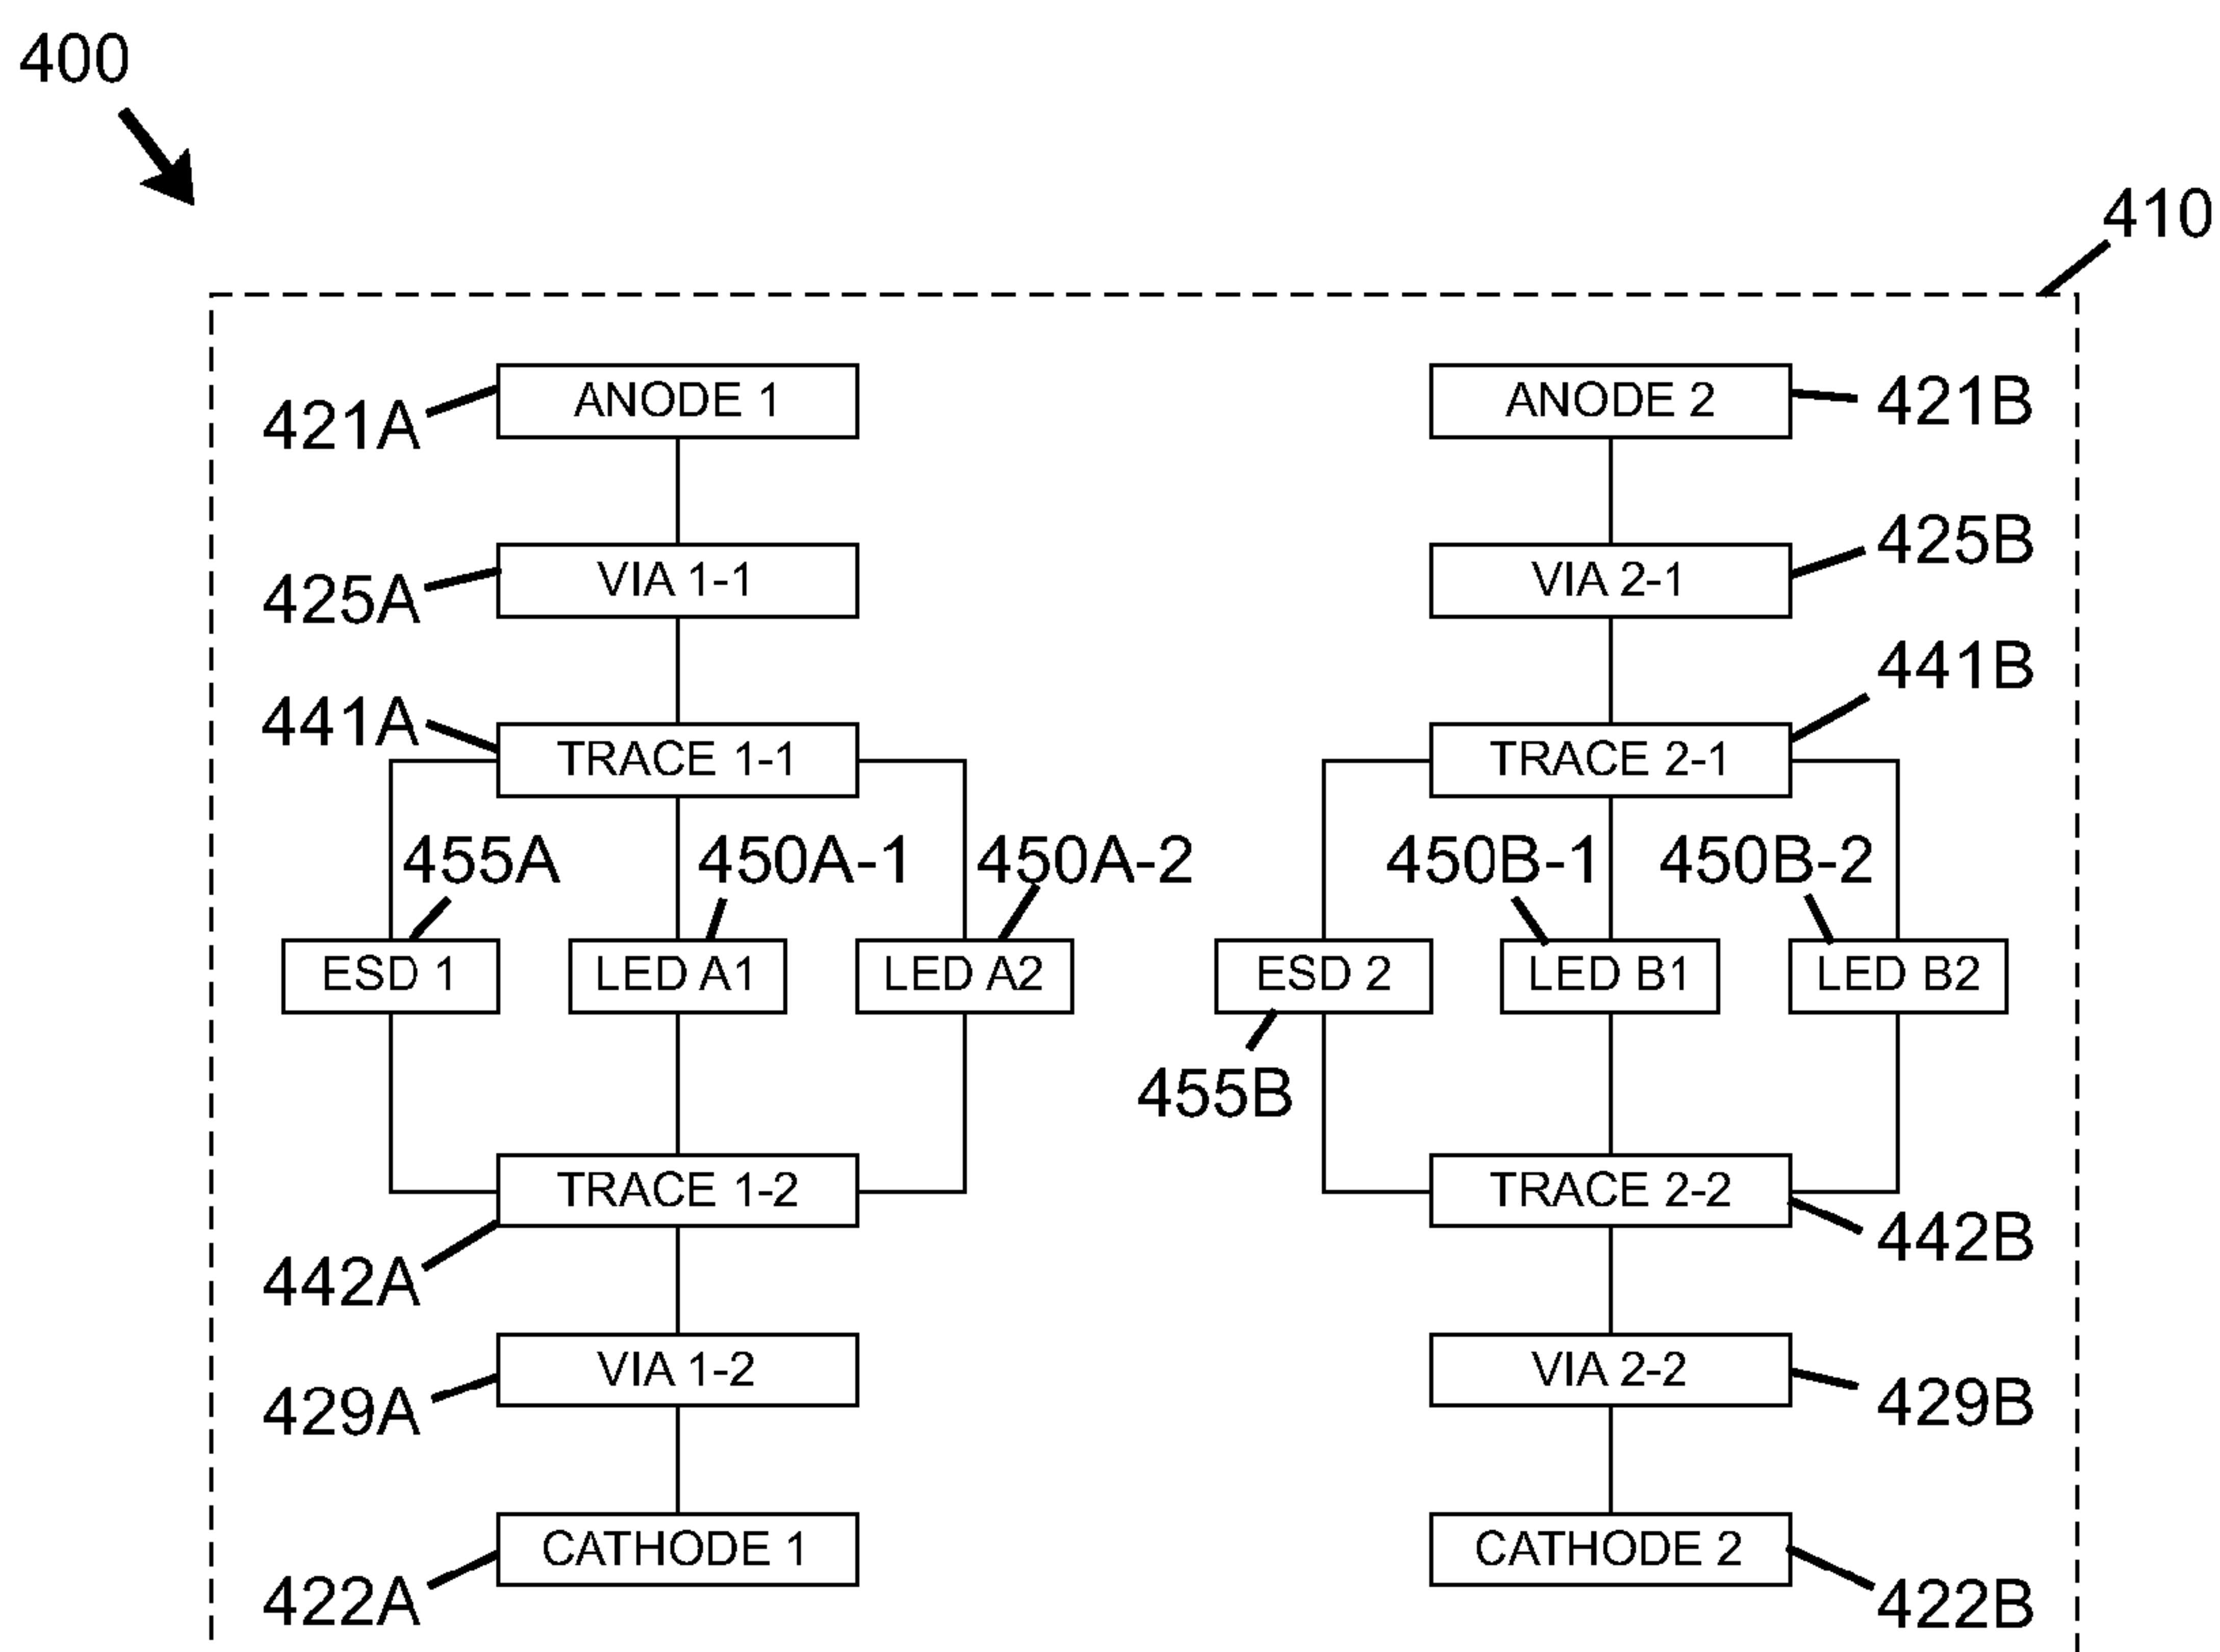 400
410
ANODE 1
ANODE 2
421A
421B
425B
VIA 1-1
VIA 2-1
425A
441B
441A
TRACE 1-1
TRACE 2-1
455A
450A-1
450A-2
450B-1
450B-2
ESD 1
LED A1
LED A2
ESD 2
LED B1
LED B2
455B
TRACE 1-2
TRACE 2-2
442B
442A
VIA 1-2
VIA 2-2
429A
429B
CATHODE 1
CATHODE 2
422A
422B